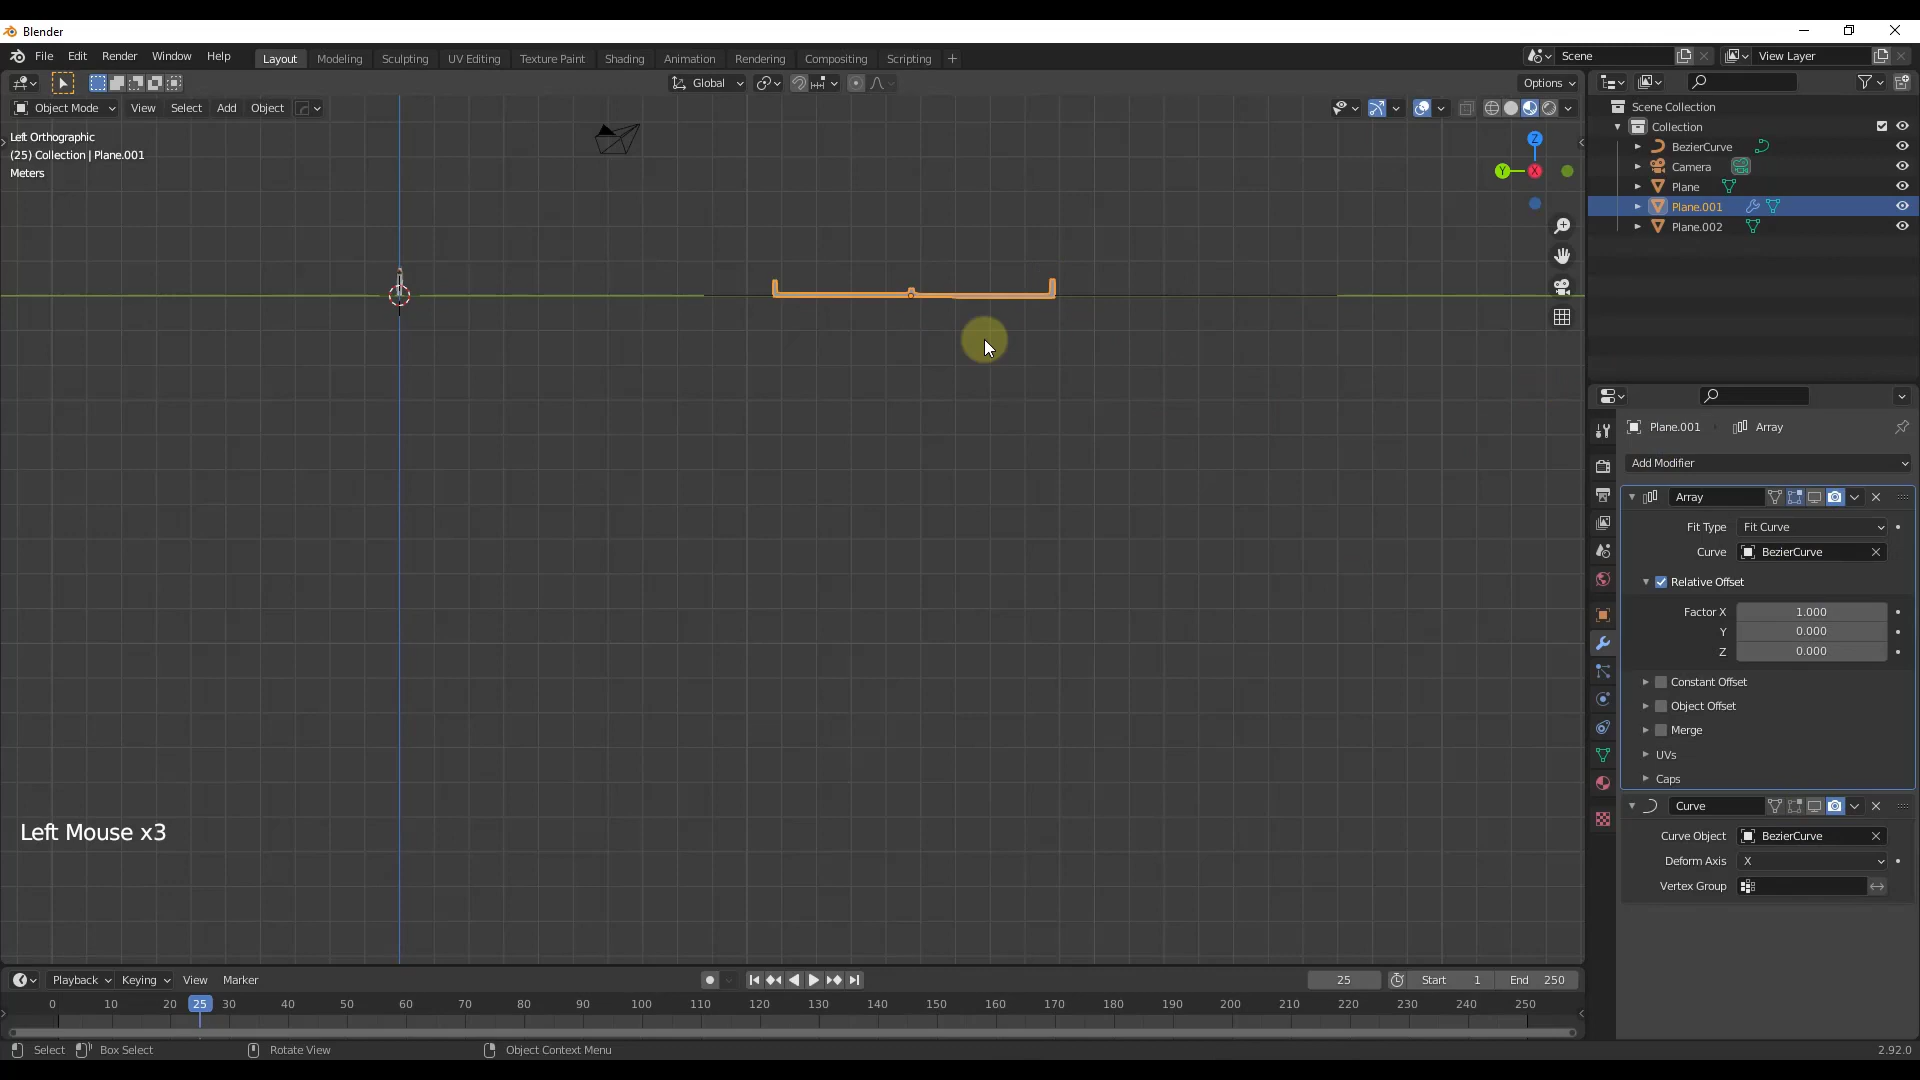 Blender
File Edit Render Window Help
Layout Modeling Sculpting UV Editing Texture Paint Shading Animation Rendering Compositing Scripting +
Scene
View Layer
Global
Options
Object Mode View Select Add Object
Left Orthographic
(25) Collection | Plane.001
Meters
Z
Y
X
Scene Collection
Collection
BezierCurve
Camera
Plane
Plane.001
Plane.002
Plane.001 Array
Add Modifier
Array
Fit Type Fit Curve
Curve BezierCurve
Relative Offset
Factor X 1.000
Y 0.000
Z 0.000
Constant Offset
Object Offset
Merge
UVs
Caps
Curve
Curve Object BezierCurve
Deform Axis X
Vertex Group
Left Mouse x3
Playback Keying View Marker
25 Start 1 End 250
0 10 20 25 30 40 50 60 70 80 90 100 110 120 130 140 150 160 170 180 190 200 210 220 230 240 250
Select Box Select Rotate View Object Context Menu 2.92.0